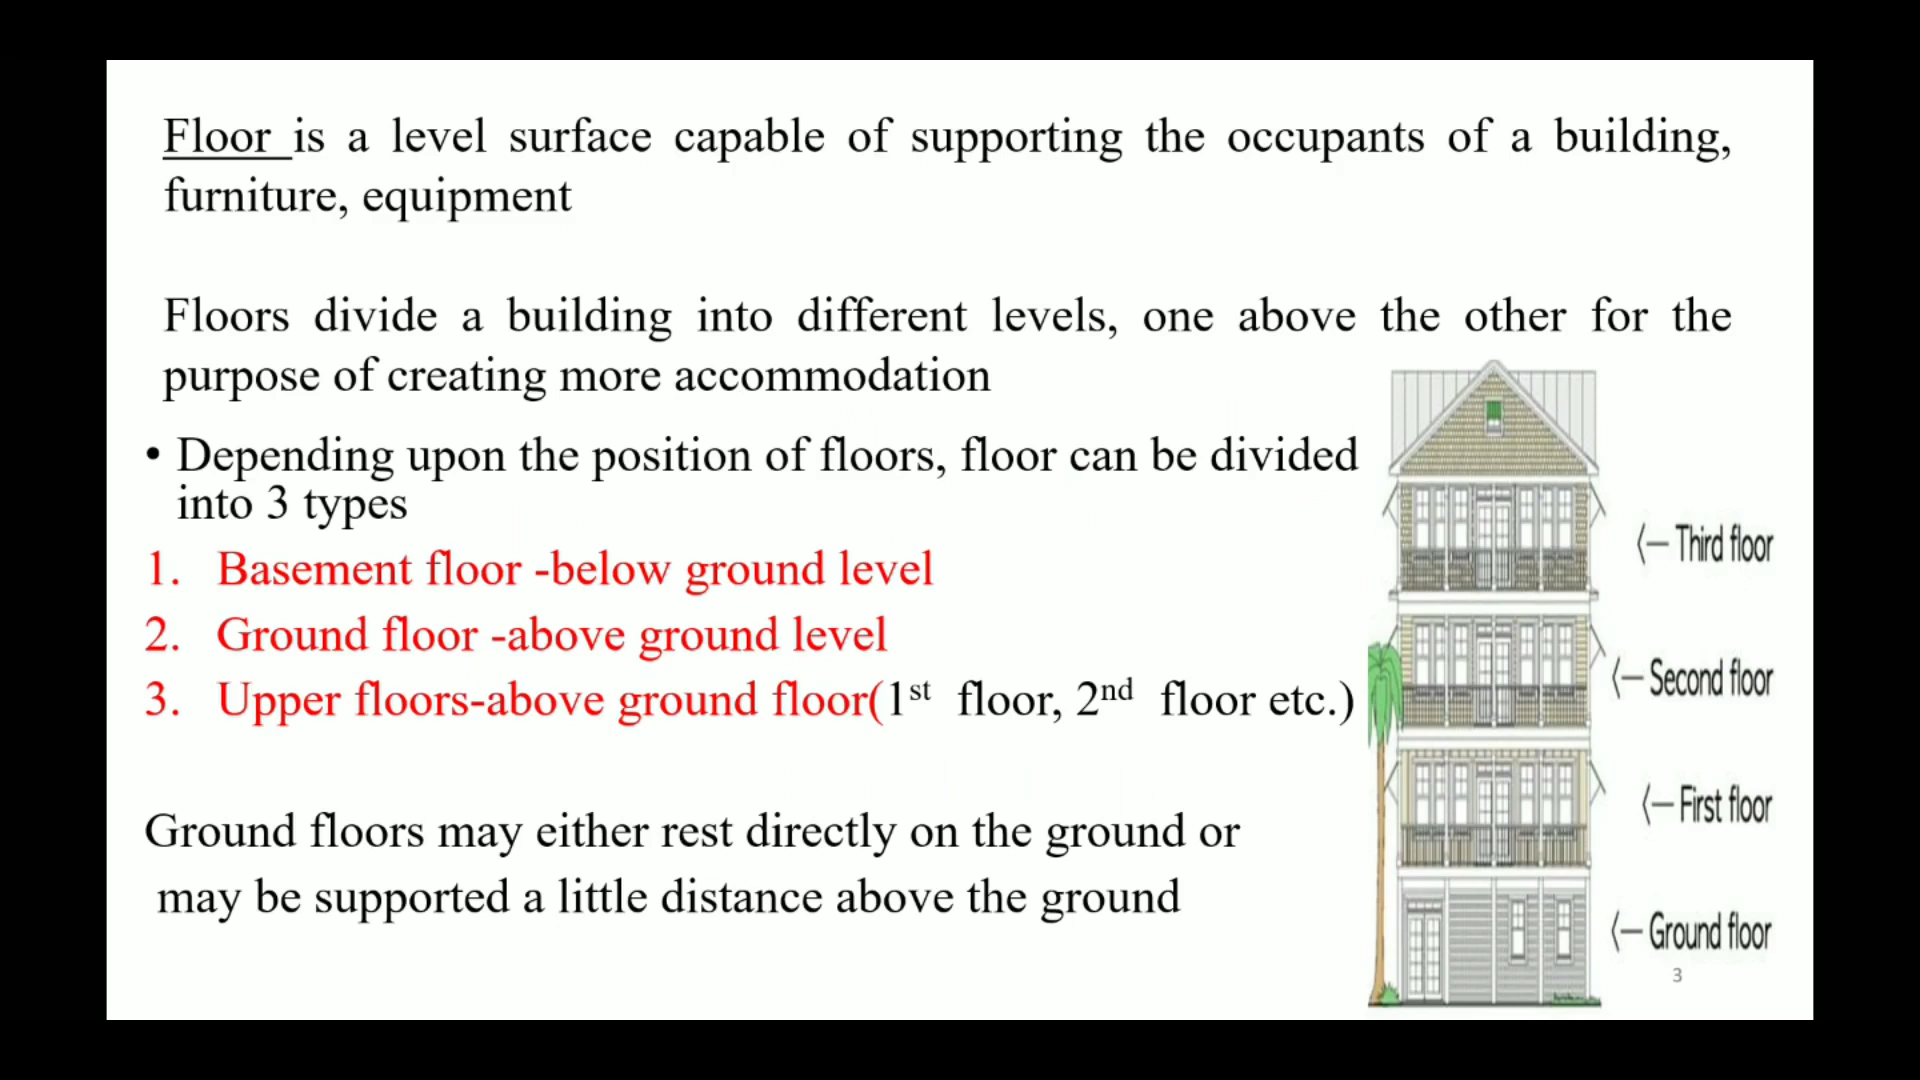 Floor is a level surface capable of supporting the occupants of a building,
furniture, equipment
Floors divide a building into different levels, one above the other for the
purpose of creating more accommodation
• Depending upon the position of floors, floor can be divided
into 3 types
1. Basement floor -below ground level
2. Ground floor -above ground level
3. Upper floors-above ground floor(1st floor, 2nd floor etc.)
Ground floors may either rest directly on the ground or
may be supported a little distance above the ground
Third floor
Second floor
First floor
Ground floor
3